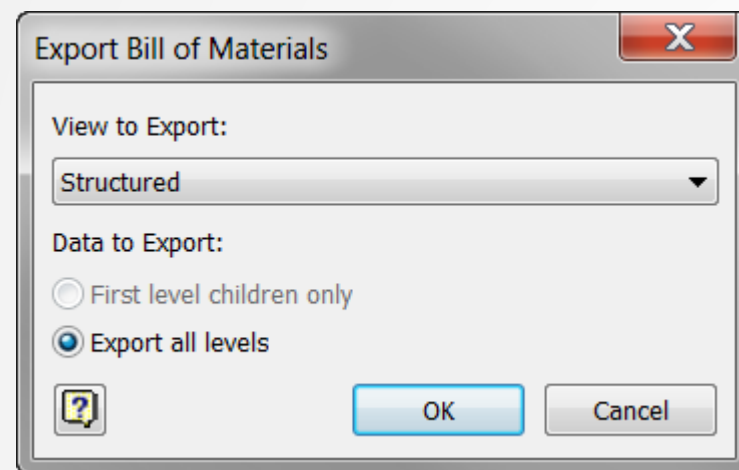 Export Bill of Materials
View to Export:
Structured
Data to Export:
First level children only
Export all levels
OK
Cancel